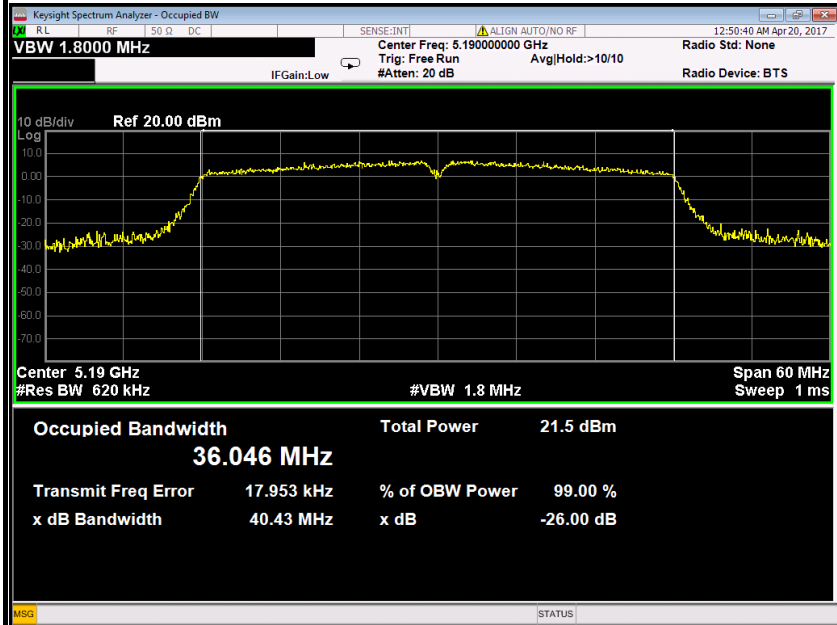 Keysight Spectrum Analyzer - Occupied BW
LXI RL RF 50 Ω DC SENSE:INT ALIGN AUTO/NO RF 12:50:40 AM Apr 20, 2017
VBW 1.8000 MHz Center Freq: 5.190000000 GHz Radio Std: None
Trig: Free Run Avg|Hold:>10/10
IFGain:Low #Atten: 20 dB Radio Device: BTS
10 dB/div Ref 20.00 dBm
Log
10.0
0.00
-10.0
-20.0
-30.0
-40.0
-50.0
-60.0
-70.0
Center 5.19 GHz Span 60 MHz
#Res BW 620 kHz #VBW 1.8 MHz Sweep 1 ms
Occupied Bandwidth Total Power 21.5 dBm
36.046 MHz
Transmit Freq Error 17.953 kHz % of OBW Power 99.00 %
x dB Bandwidth 40.43 MHz x dB -26.00 dB
MSG STATUS